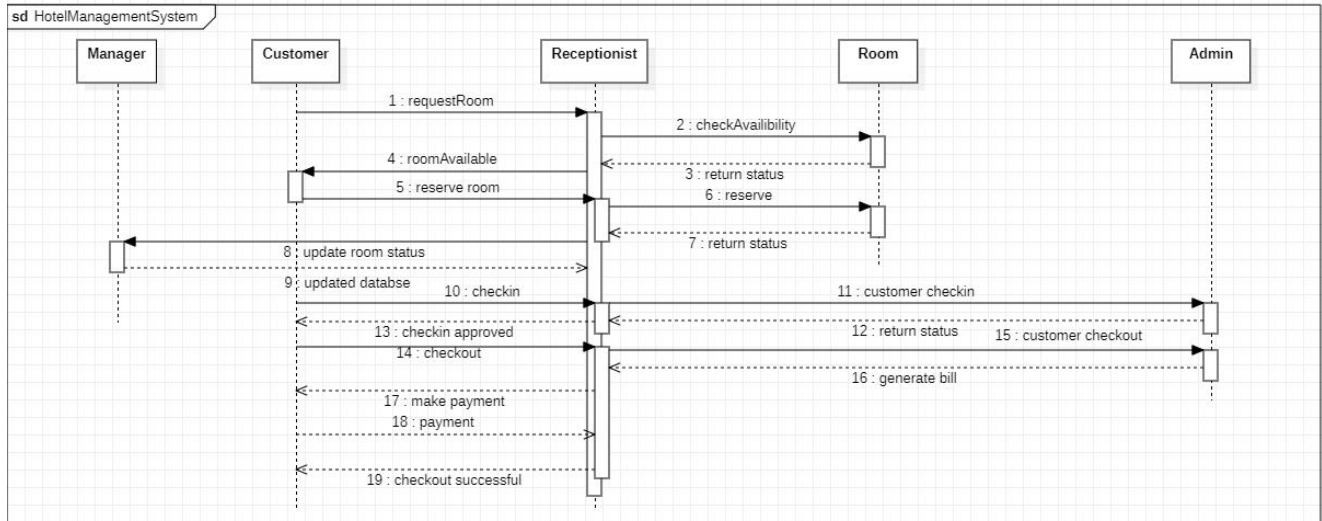 sd HotelManagementSystem
Manager
Customer
Receptionist
Room
Admin
1 : requestRoom
2 : checkAvailibility
3 : return status
4 : roomAvailable
5 : reserve room
6 : reserve
7 : return status
8 : update room status
9 : updated databse
10 : checkin
11 : customer checkin
12 : return status
13 : checkin approved
14 : checkout
15 : customer checkout
16 : generate bill
17 : make payment
18 : payment
19 : checkout successful